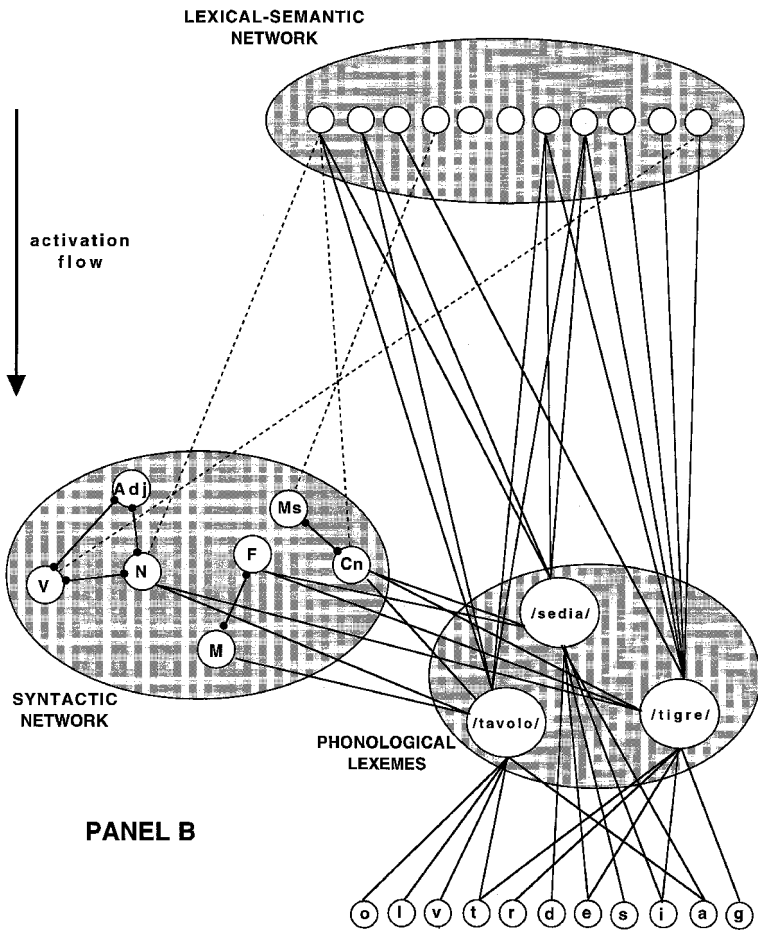 LEXICAL-SEMANTIC
NETWORK
activation
flow
Adj
Ms
F
Cn
V
N
M
/sedia/
/tigre/
/tavolo/
SYNTACTIC
NETWORK
PHONOLOGICAL
LEXEMES
PANEL B
o l v t r d e s i a g